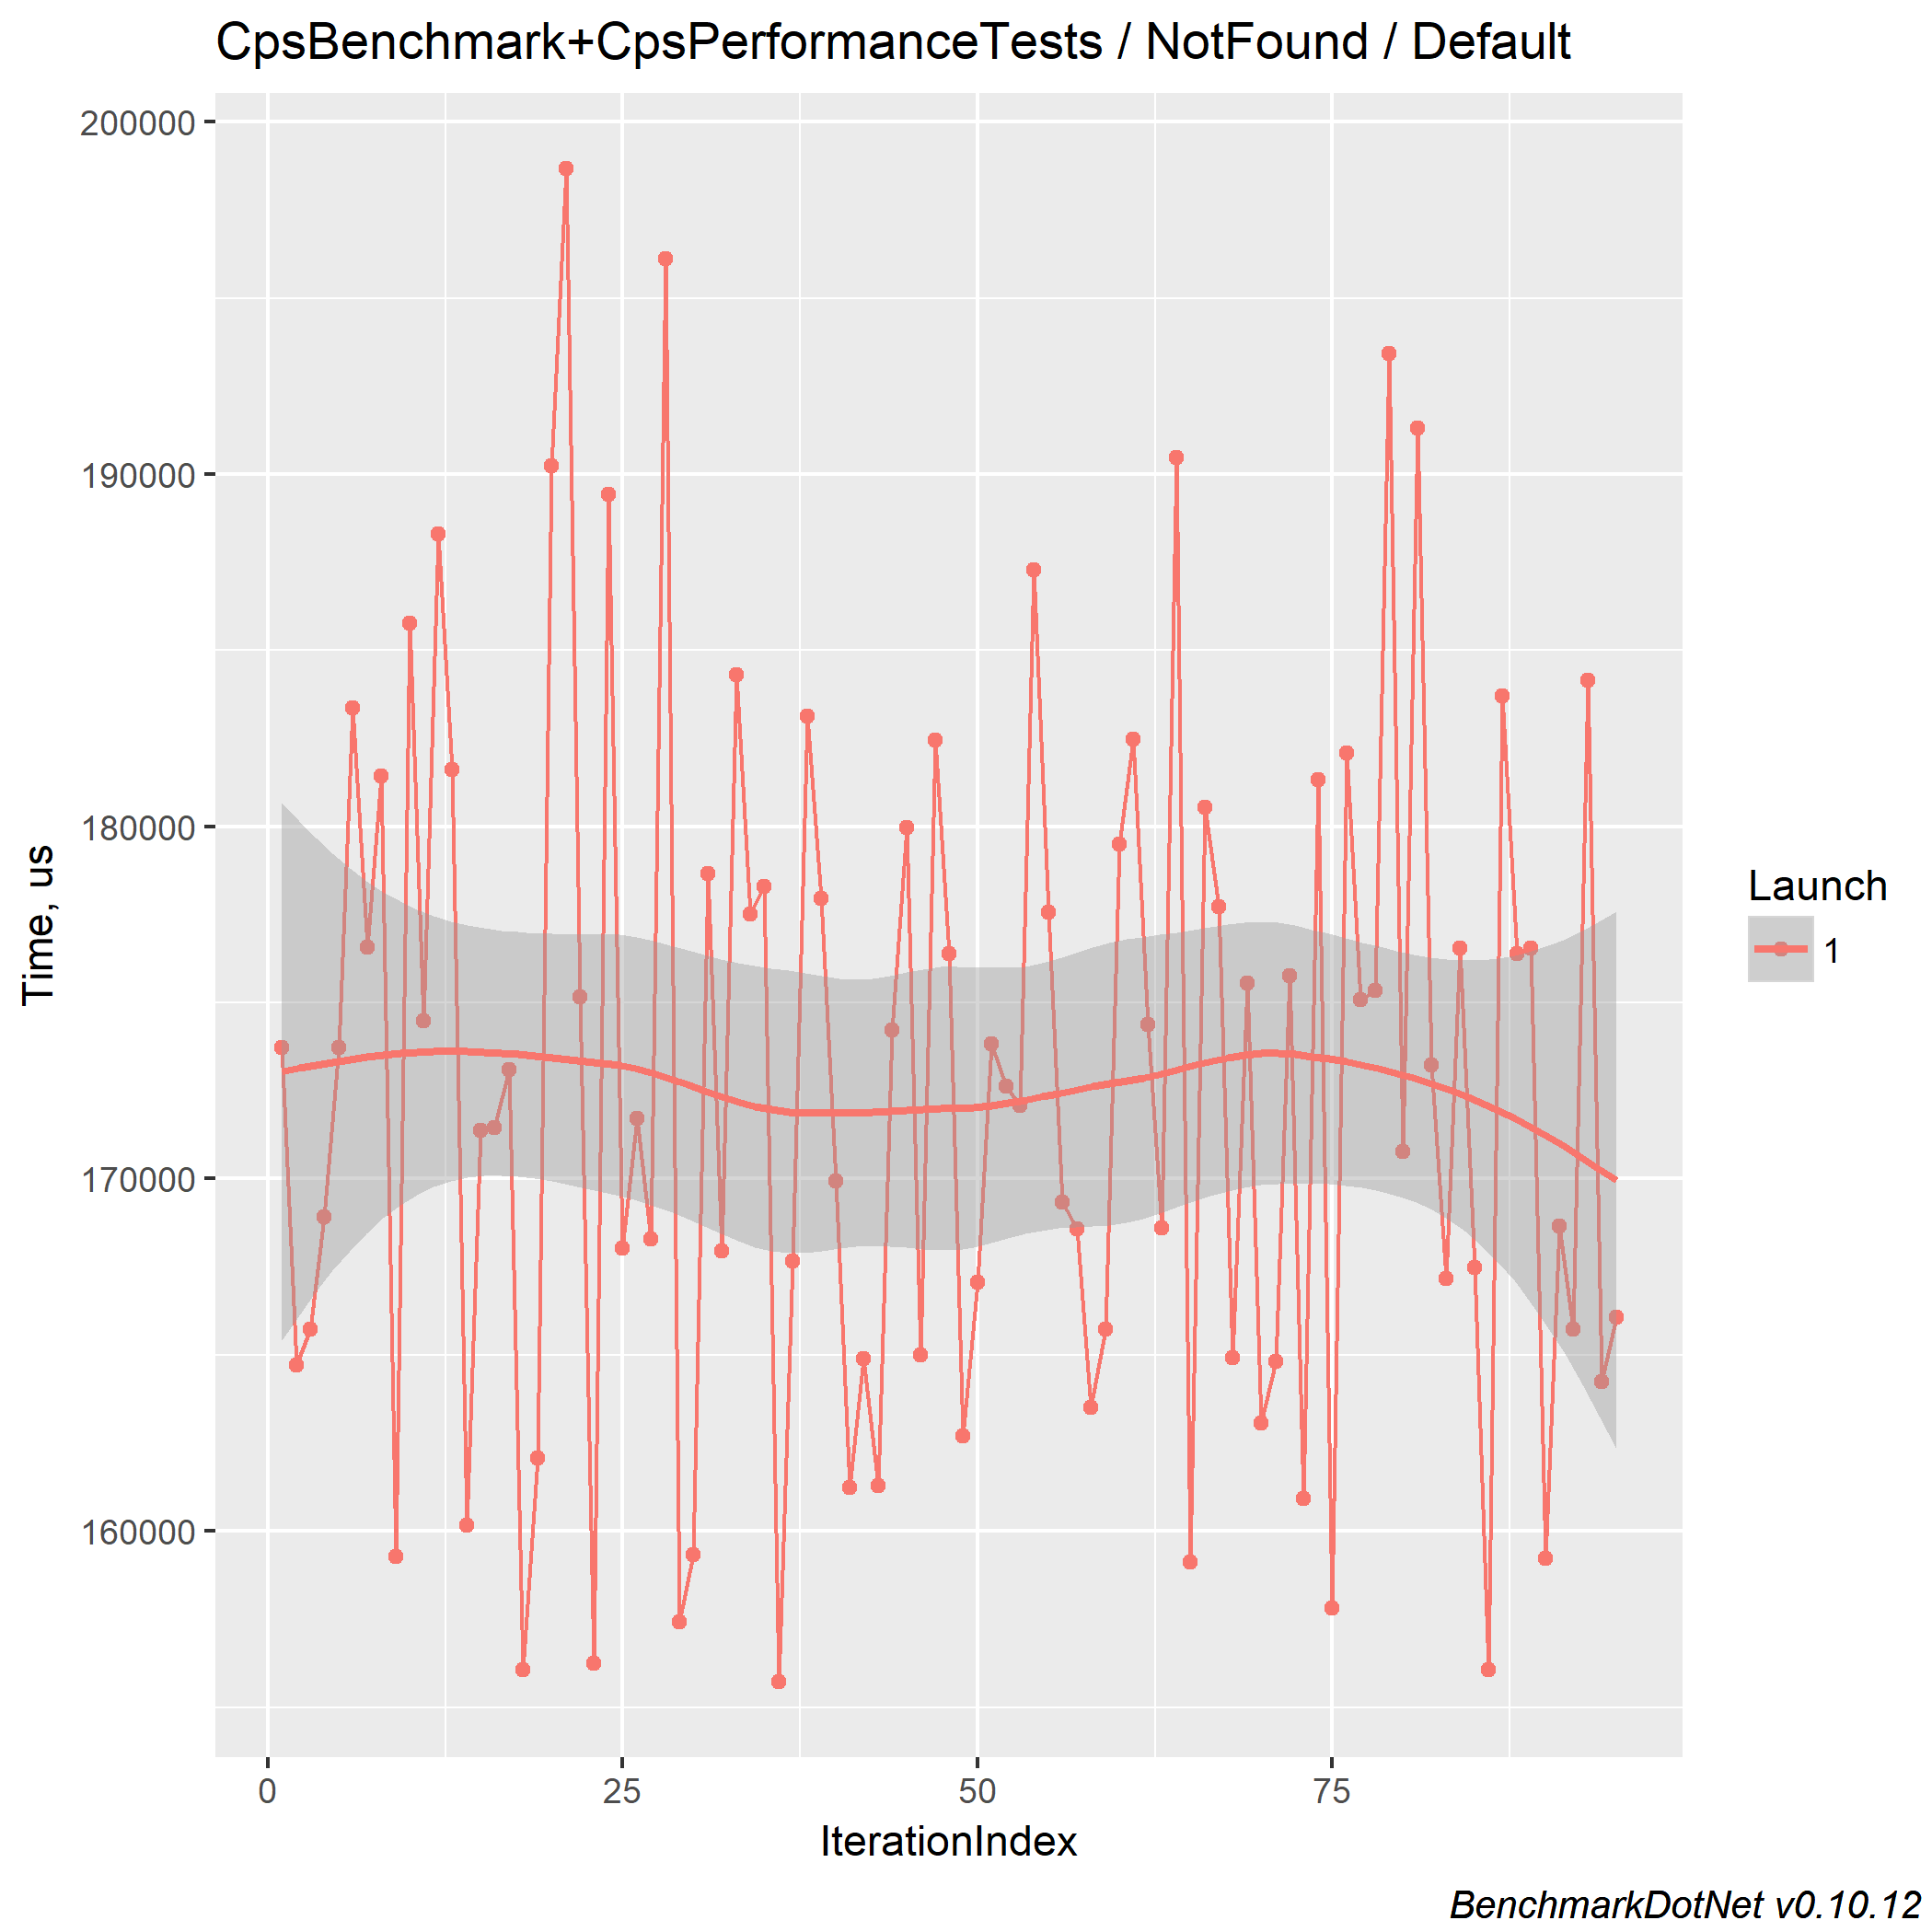 CpsBenchmark+CpsPerformanceTests / NotFound / Default
200000
190000
180000
170000
160000
Time, us
0 25 50 75
IterationIndex
Launch
1
BenchmarkDotNet v0.10.12